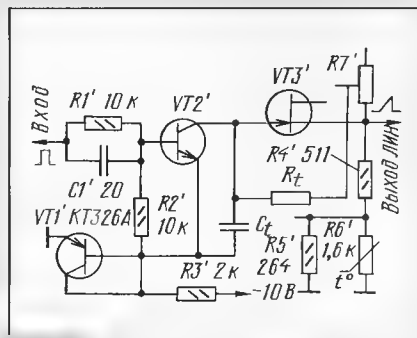 R7'
Вход
R1' 10 к
VT2'
VT3'
C1' 20
R4' 511
Rt
Выход лин.
R2'
10 к
VT1' КТ326А
Ct
R5'
264
R6'
1,6 к
t°
R3' 2 к
-10 В